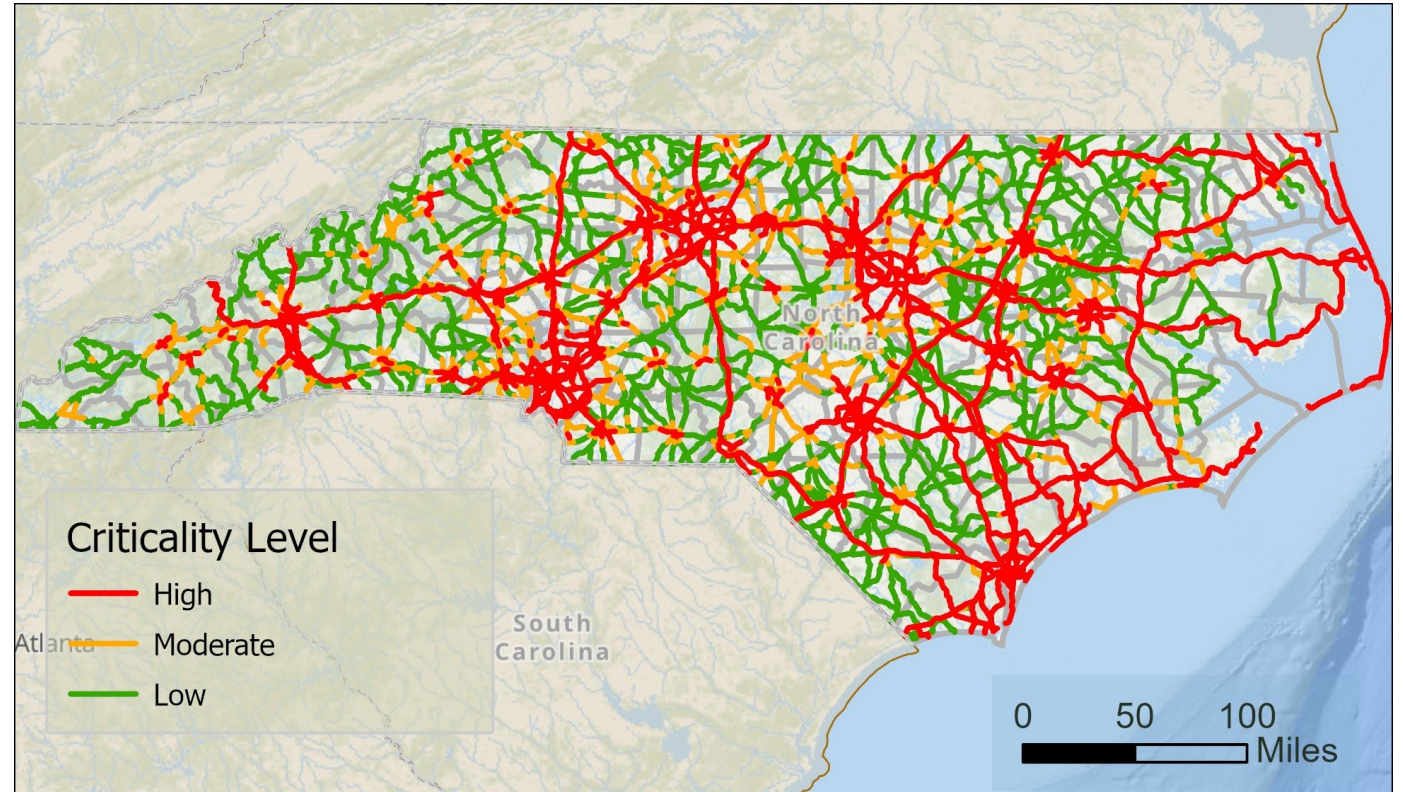 North
Carolina
Criticality Level
High
Moderate
Low
Atlanta
South
Carolina
0 50 100
Miles